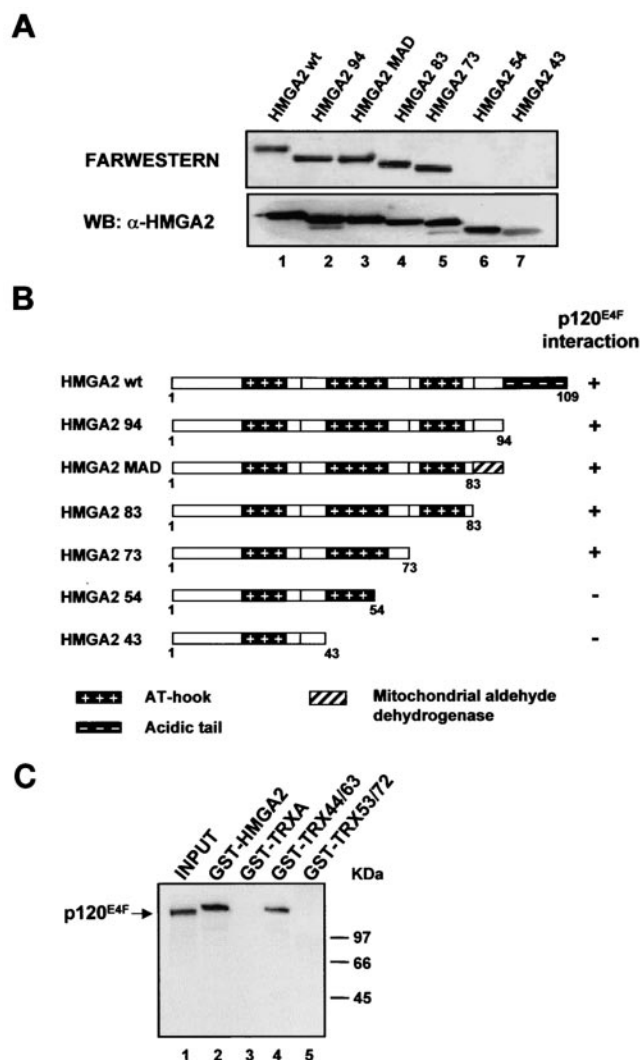 A
HMGA2 wt
HMGA2 94
HMGA2 MAD
HMGA2 83
HMGA2 73
HMGA2 54
HMGA2 43
FARWESTERN
WB: α-HMGA2
1 2 3 4 5 6 7
B
p120E4F
interaction
HMGA2 wt +
1 109
HMGA2 94 +
1 94
HMGA2 MAD +
1 83
HMGA2 83 +
1 83
HMGA2 73 +
1 73
HMGA2 54 -
1 54
HMGA2 43 -
1 43
+++ AT-hook
Mitochondrial aldehyde
dehydrogenase
Acidic tail
C
INPUT
GST-HMGA2
GST-TRXA
GST-TRX44/63
GST-TRX53/72
KDa
p120E4F
97
66
45
1 2 3 4 5